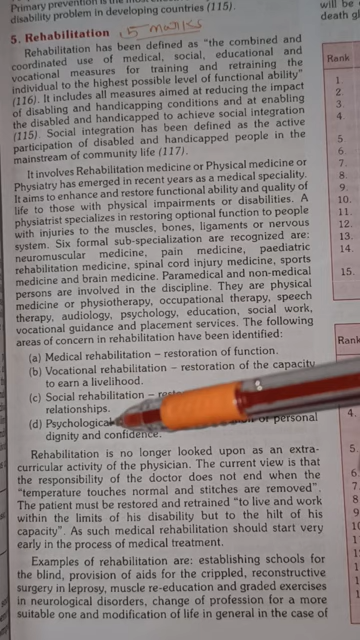 Primary prevention is the most
disability problem in developing countries (115).
5. Rehabilitation 5 marks
Rehabilitation has been defined as "the combined and
coordinated use of medical, social, educational and
vocational measures for training and retraining the
individual to the highest possible level of functional ability"
(116). It includes all measures aimed at reducing the impact
of disabling and handicapping conditions and at enabling
the disabled and handicapped to achieve social integration
(115). Social integration has been defined as the active
participation of disabled and handicapped people in the
mainstream of community life (117).
It involves Rehabilitation medicine or Physical medicine or
Physiatry has emerged in recent years as a medical speciality.
It aims to enhance and restore functional ability and quality of
life to those with physical impairments or disabilities. A
physiatrist specializes in restoring optional function to people
with injuries to the muscles, bones, ligaments or nervous
system. Six formal sub-specialization are recognized are:
neuromuscular medicine, pain medicine, paediatric
rehabilitation medicine, spinal cord injury medicine, sports
medicine and brain medicine. Paramedical and non-medical
persons are involved in the discipline. They are physical
medicine or physiotherapy, occupational therapy, speech
therapy, audiology, psychology, education, social work,
vocational guidance and placement services. The following
areas of concern in rehabilitation have been identified:
(a) Medical rehabilitation – restoration of function.
(b) Vocational rehabilitation – restoration of the capacity
to earn a livelihood.
(c) Social rehabilitation –
relationships.
(d) Psychological personal
dignity and confidence.
Rehabilitation is no longer looked upon as an extra-
curricular activity of the physician. The current view is that
the responsibility of the doctor does not end when the
"temperature touches normal and stitches are removed".
The patient must be restored and retrained "to live and work
within the limits of his disability but to the hilt of his
capacity". As such medical rehabilitation should start very
early in the process of medical treatment.
Examples of rehabilitation are: establishing schools for
the blind, provision of aids for the crippled, reconstructive
surgery in leprosy, muscle re-education and graded exercises
in neurological disorders, change of profession for a more
suitable one and modification of life in general in the case of
will be
death
Rank
1.
2.
3.
4.
5.
6.
7.
8.
9.
10.
11.
12.
13.
14.
15.
Rank
4.
5.
6.
7.
8.
9.